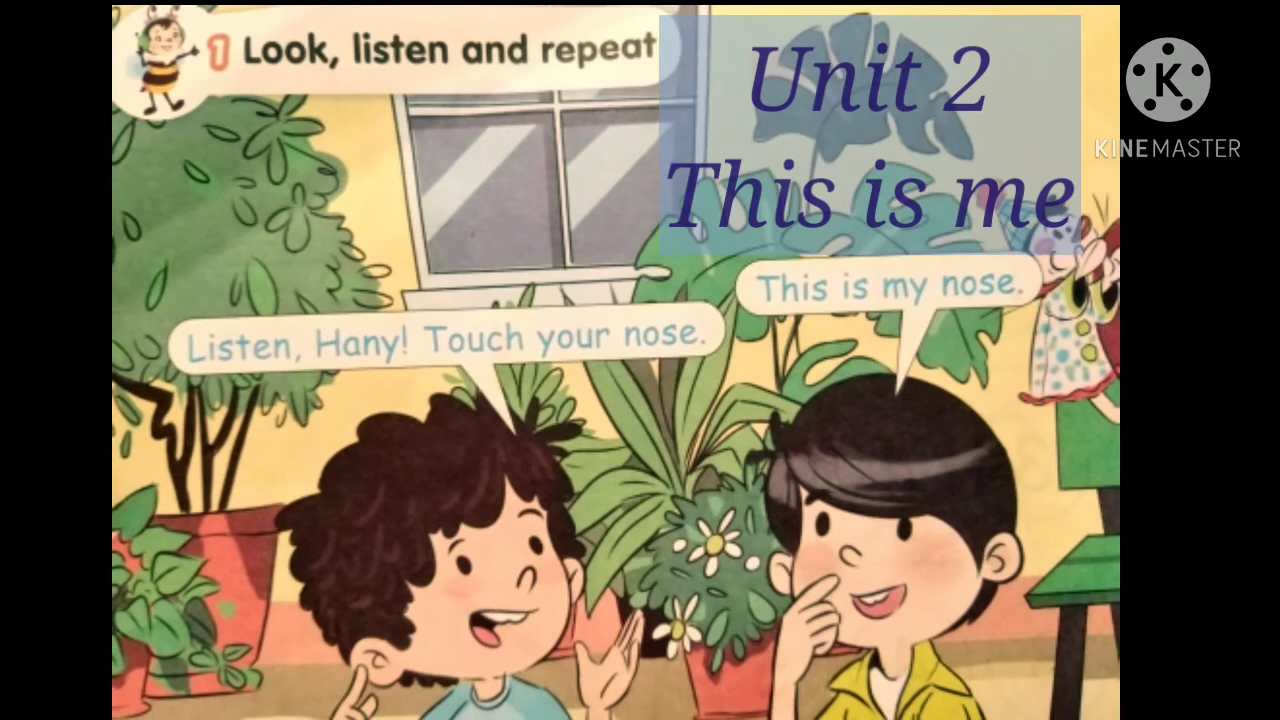 1 Look, listen and repeat
Unit 2
This is me
KINEMASTER
This is my nose.
Listen, Hany! Touch your nose.